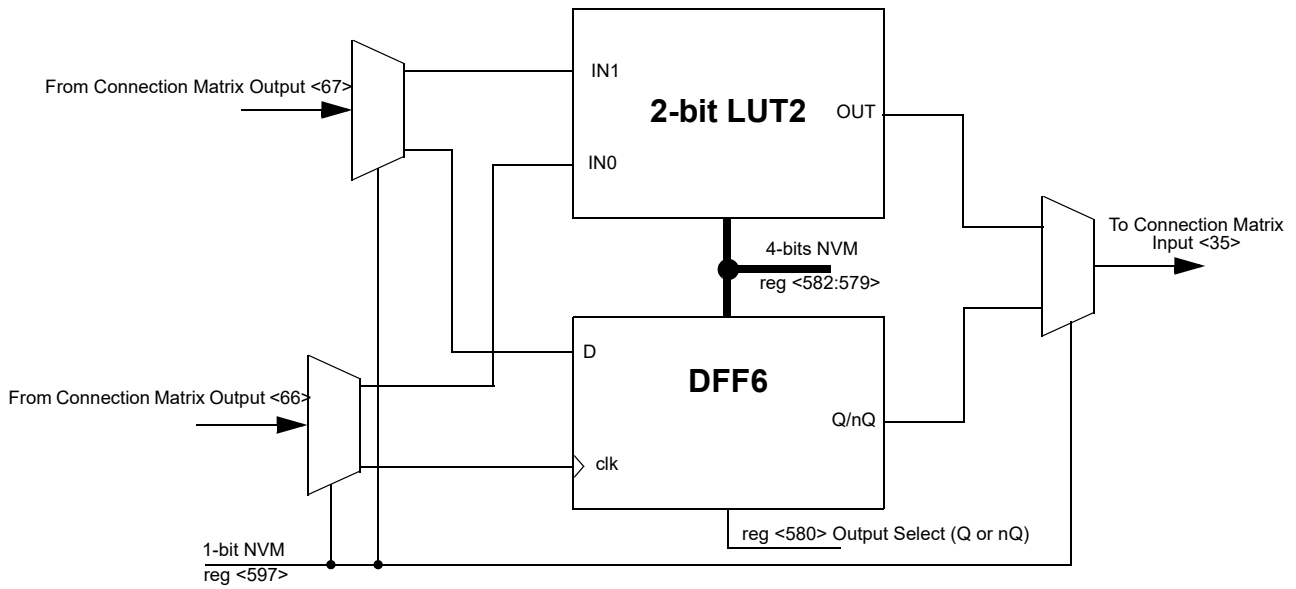 From Connection Matrix Output <67>
IN1
2-bit LUT2
OUT
IN0
To Connection Matrix
Input <35>
4-bits NVM
reg <582:579>
D
DFF6
From Connection Matrix Output <66>
Q/nQ
clk
reg <580> Output Select (Q or nQ)
1-bit NVM
reg <597>